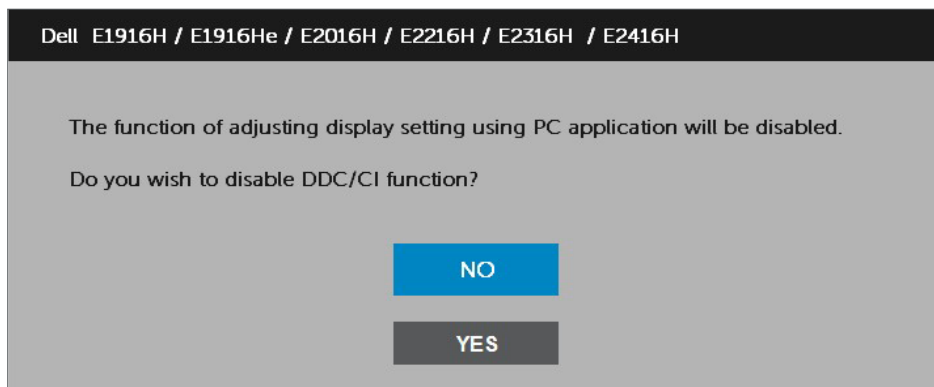 Dell E1916H / E1916He / E2016H / E2216H / E2316H / E2416H
The function of adjusting display setting using PC application will be disabled.
Do you wish to disable DDC/CI function?
NO
YES